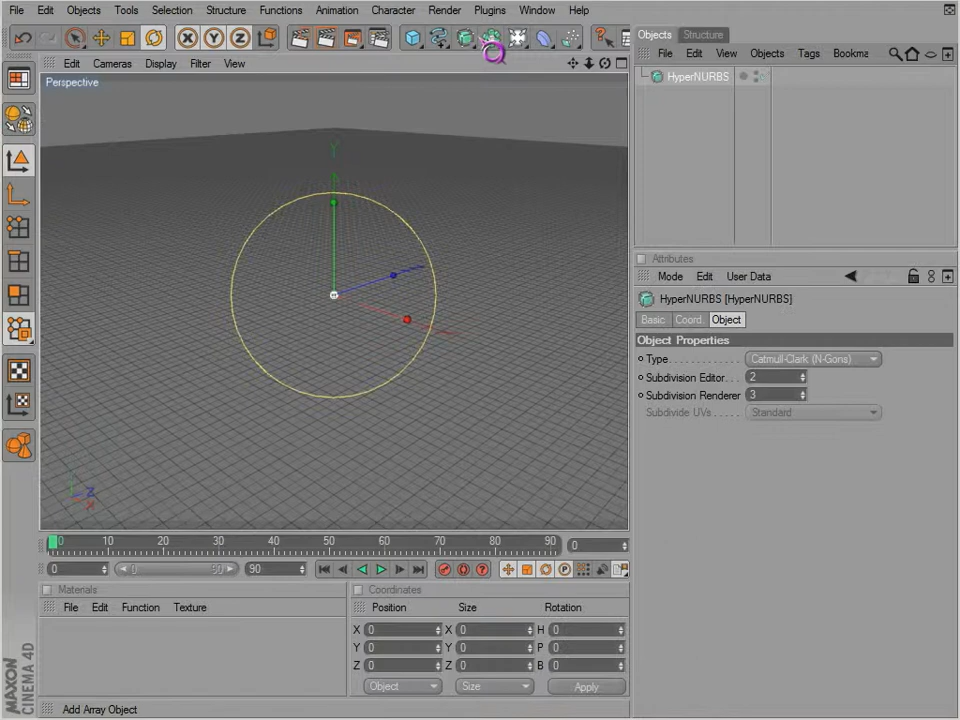 File Edit Objects Tools Selection Structure Functions Animation Character Render Plugins Window Help
X Y Z
Objects Structure
File Edit View Objects Tags Bookma
Edit Cameras Display Filter View
Perspective
HyperNURBS
Y
Z
X
Attributes
Mode Edit User Data
HyperNURBS [HyperNURBS]
Basic Coord. Object
Object Properties
Type Catmull-Clark (N-Gons)
Subdivision Editor 2
Subdivision Renderer 3
Subdivide UVs Standard
0 10 20 30 40 50 60 70 80 90 0
0 0 90 90
Materials
File Edit Function Texture
Coordinates
Position Size Rotation
X 0 X 0 H 0
Y 0 Y 0 P 0
Z 0 Z 0 B 0
Object Size Apply
MAXON
CINEMA 4D
Add Array Object